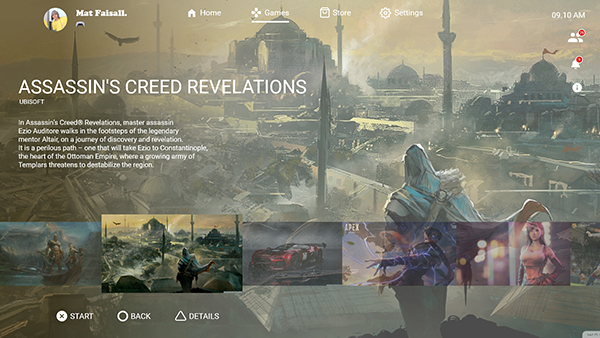 Mat Faisall.
Home
Games
Store
Settings
09.10 AM
ASSASSIN'S CREED REVELATIONS
UBISOFT
In Assassin's Creed® Revelations, master assassin
Ezio Auditore walks in the footsteps of the legendary
mentor Altair, on a journey of discovery and revelation.
It is a perilous path – one that will take Ezio to Constantinople,
the heart of the Ottoman Empire, where a growing army of
Templars threatens to destabilize the region.
APEX
START
BACK
DETAILS